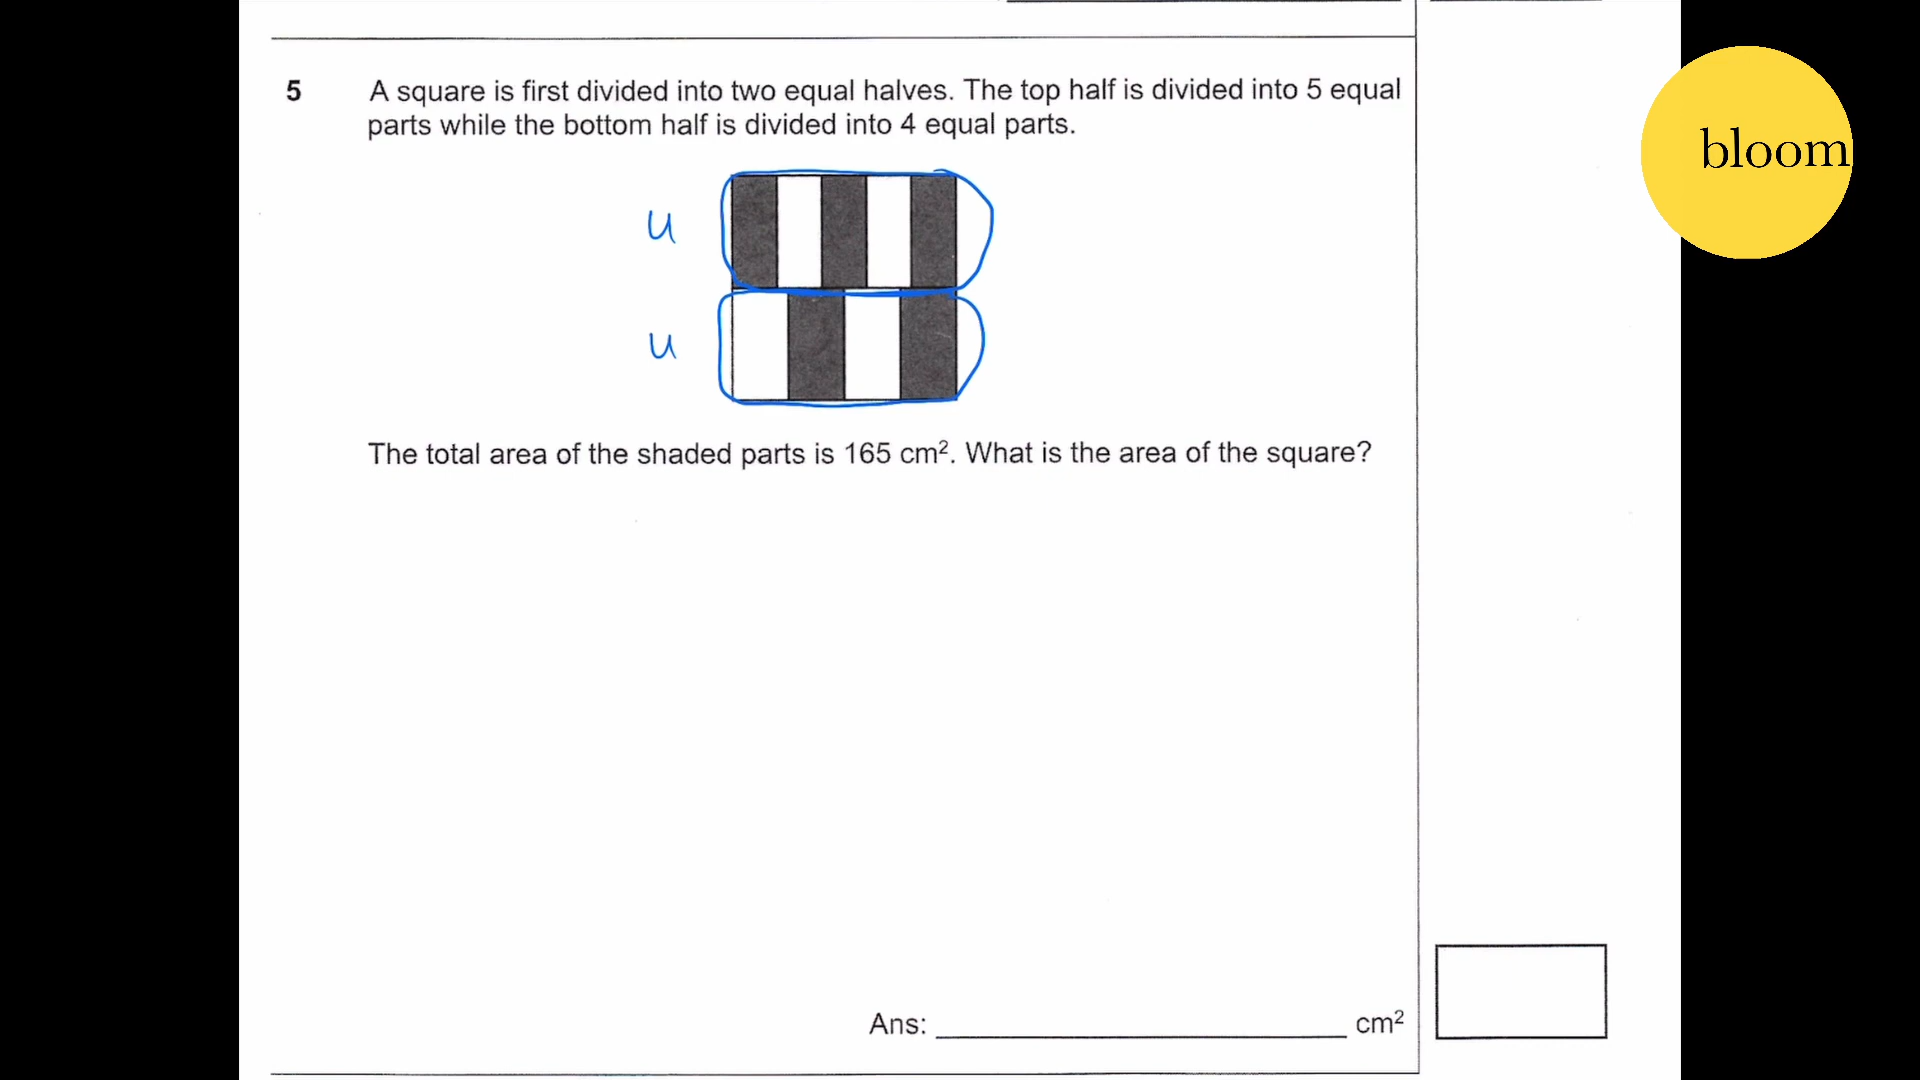 bloom
5 A square is first divided into two equal halves. The top half is divided into 5 equal
parts while the bottom half is divided into 4 equal parts.
u
u
The total area of the shaded parts is 165 cm². What is the area of the square?
Ans: ____________________ cm²